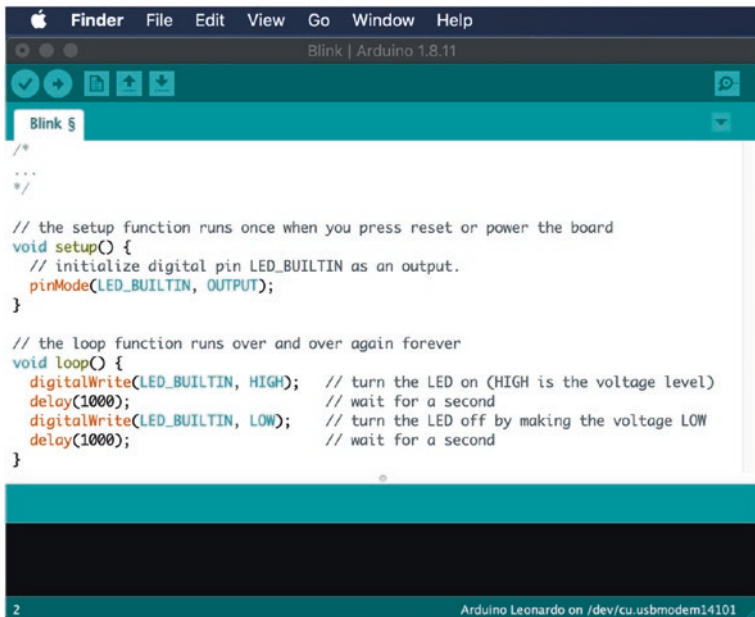 Finder File Edit View Go Window Help
Blink | Arduino 1.8.11
Blink §
/*
...
*/
// the setup function runs once when you press reset or power the board
void setup() {
  // initialize digital pin LED_BUILTIN as an output.
  pinMode(LED_BUILTIN, OUTPUT);
}
// the loop function runs over and over again forever
void loop() {
  digitalWrite(LED_BUILTIN, HIGH);   // turn the LED on (HIGH is the voltage level)
  delay(1000);                       // wait for a second
  digitalWrite(LED_BUILTIN, LOW);    // turn the LED off by making the voltage LOW
  delay(1000);                       // wait for a second
}
2 Arduino Leonardo on /dev/cu.usbmodem14101